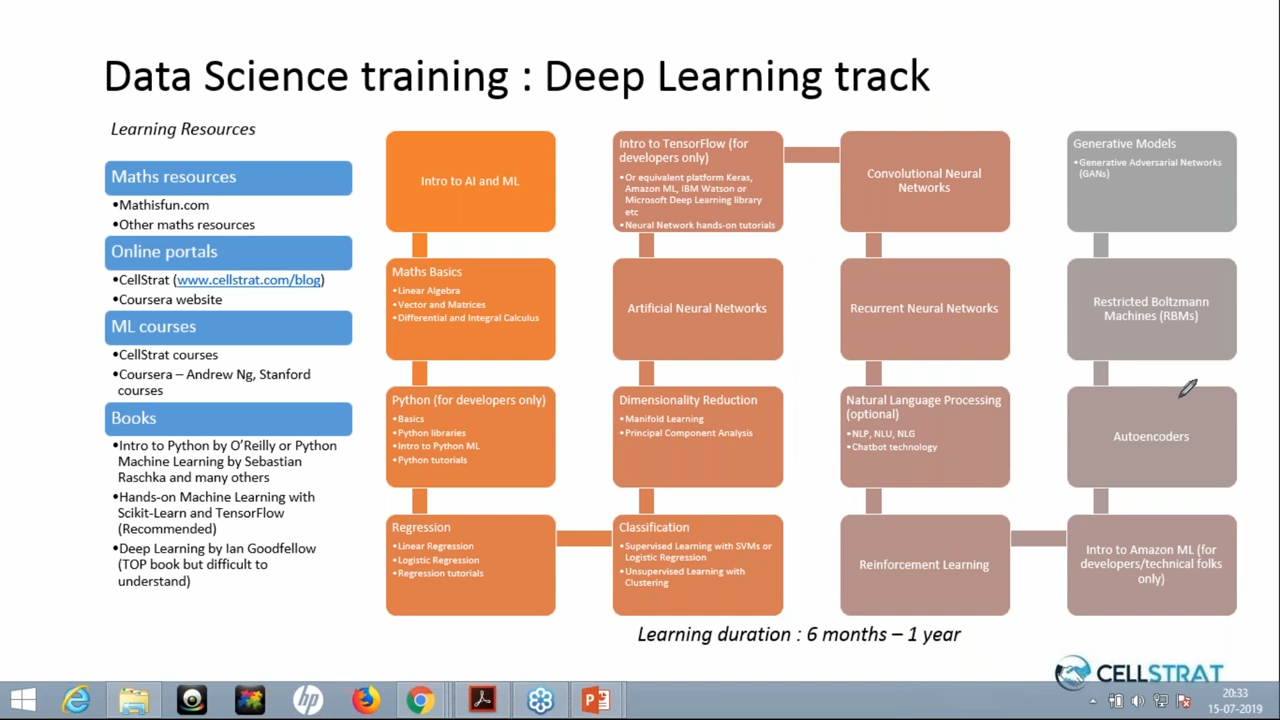 Data Science training : Deep Learning track
Learning Resources
Maths resources
•Mathisfun.com
•Other maths resources
Online portals
•CellStrat (www.cellstrat.com/blog)
•Coursera website
ML courses
•CellStrat courses
•Coursera – Andrew Ng, Stanford
courses
Books
•Intro to Python by O’Reilly or Python
Machine Learning by Sebastian
Raschka and many others
•Hands-on Machine Learning with
Scikit-Learn and TensorFlow
(Recommended)
•Deep Learning by Ian Goodfellow
(TOP book but difficult to
understand)
Intro to AI and ML
Maths Basics
•Linear Algebra
•Vector and Matrices
•Differential and Integral Calculus
Python (for developers only)
•Basics
•Python libraries
•Intro to Python ML
•Python tutorials
Regression
•Linear Regression
•Logistic Regression
•Regression tutorials
Classification
•Supervised Learning with SVMs or
Logistic Regression
•Unsupervised Learning with
Clustering
Dimensionality Reduction
•Manifold Learning
•Principal Component Analysis
Artificial Neural Networks
Intro to TensorFlow (for
developers only)
•Or equivalent platform Keras,
Amazon ML, IBM Watson or
Microsoft Deep Learning library
etc
•Neural Network hands-on tutorials
Convolutional Neural
Networks
Recurrent Neural Networks
Natural Language Processing
(optional)
•NLP, NLU, NLG
•Chatbot technology
Reinforcement Learning
Intro to Amazon ML (for
developers/technical folks
only)
Autoencoders
Restricted Boltzmann
Machines (RBMs)
Generative Models
•Generative Adversarial Networks
(GANs)
Learning duration : 6 months – 1 year
CELLSTRAT
hp
20:33
15-07-2019